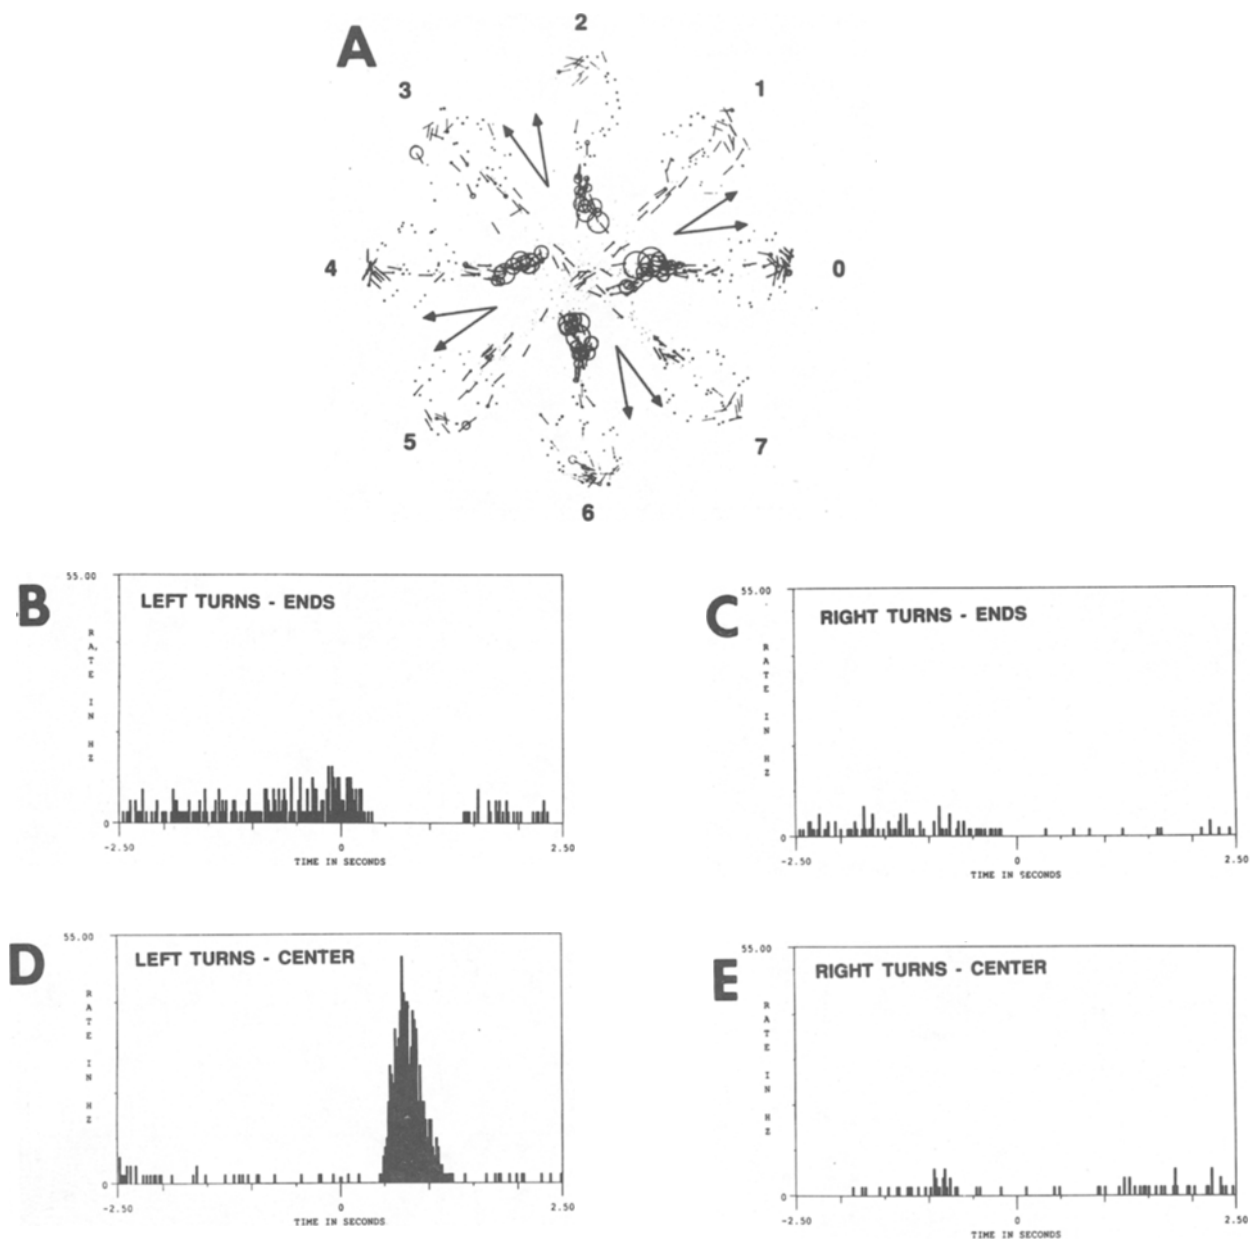 A
2
3
1
4
0
5
7
6
B
55.00
LEFT TURNS - ENDS
RATE IN HZ
0
-2.50
0
2.50
TIME IN SECONDS
C
55.00
RIGHT TURNS - ENDS
RATE IN HZ
0
-2.50
0
2.50
TIME IN SECONDS
D
55.00
LEFT TURNS - CENTER
RATE IN HZ
0
-2.50
0
2.50
TIME IN SECONDS
E
55.00
RIGHT TURNS - CENTER
RATE IN HZ
0
-2.50
0
2.50
TIME IN SECONDS